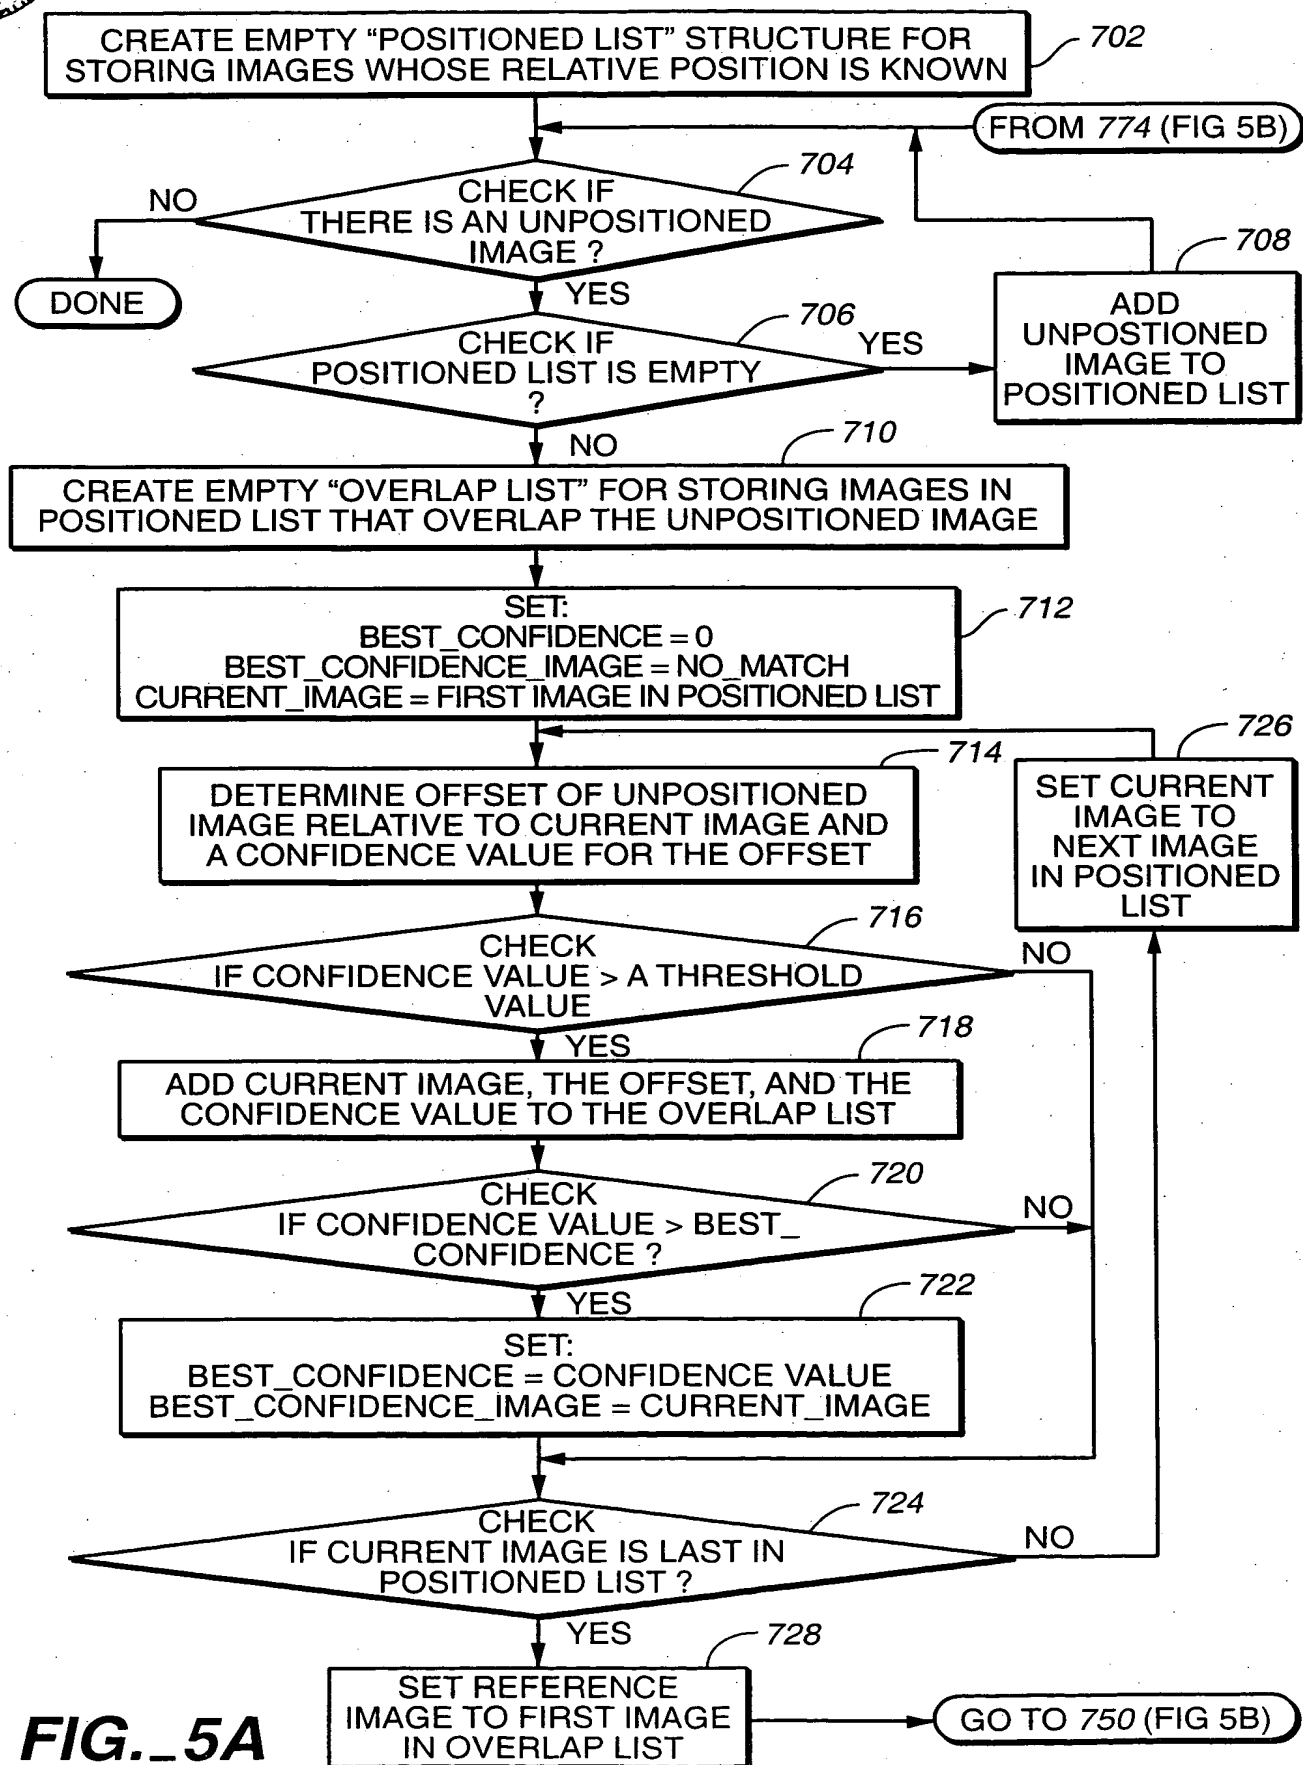 CREATE EMPTY “POSITIONED LIST” STRUCTURE FOR
STORING IMAGES WHOSE RELATIVE POSITION IS KNOWN
702
FROM 774 (FIG 5B)
704
NO
CHECK IF
THERE IS AN UNPOSITIONED
IMAGE ?
DONE
YES
708
ADD
UNPOSTIONED
IMAGE TO
POSITIONED LIST
706
CHECK IF
POSITIONED LIST IS EMPTY
?
YES
NO
710
CREATE EMPTY “OVERLAP LIST” FOR STORING IMAGES IN
POSITIONED LIST THAT OVERLAP THE UNPOSITIONED IMAGE
712
SET:
BEST_CONFIDENCE = 0
BEST_CONFIDENCE_IMAGE = NO_MATCH
CURRENT_IMAGE = FIRST IMAGE IN POSITIONED LIST
714
DETERMINE OFFSET OF UNPOSITIONED
IMAGE RELATIVE TO CURRENT IMAGE AND
A CONFIDENCE VALUE FOR THE OFFSET
726
SET CURRENT
IMAGE TO
NEXT IMAGE
IN POSITIONED
LIST
716
CHECK
IF CONFIDENCE VALUE > A THRESHOLD
VALUE
NO
YES
718
ADD CURRENT IMAGE, THE OFFSET, AND THE
CONFIDENCE VALUE TO THE OVERLAP LIST
720
CHECK
IF CONFIDENCE VALUE > BEST_
CONFIDENCE ?
NO
YES
722
SET:
BEST_CONFIDENCE = CONFIDENCE VALUE
BEST_CONFIDENCE_IMAGE = CURRENT_IMAGE
724
CHECK
IF CURRENT IMAGE IS LAST IN
POSITIONED LIST ?
NO
YES
728
SET REFERENCE
IMAGE TO FIRST IMAGE
IN OVERLAP LIST
GO TO 750 (FIG 5B)
FIG._5A